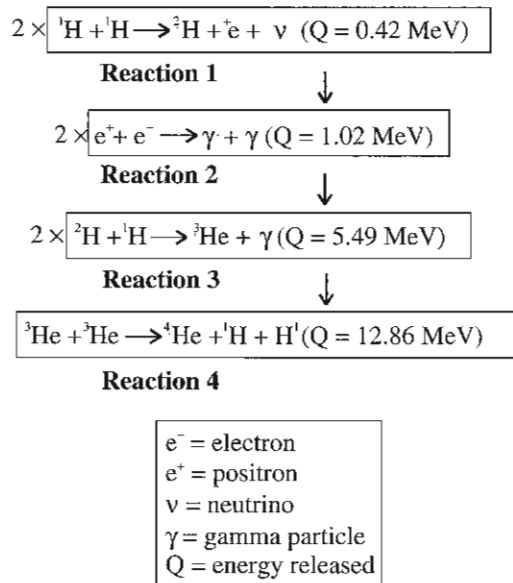 2 × ¹H + ¹H ⟶ ²H + ⁺e + ν (Q = 0.42 MeV)
Reaction 1
↓
2 × e⁺ + e⁻ ⟶ γ + γ (Q = 1.02 MeV)
Reaction 2
↓
2 × ²H + ¹H ⟶ ³He + γ (Q = 5.49 MeV)
Reaction 3
↓
³He + ³He ⟶ ⁴He + ¹H + H¹ (Q = 12.86 MeV)
Reaction 4
e⁻ = electron
e⁺ = positron
ν = neutrino
γ = gamma particle
Q = energy released